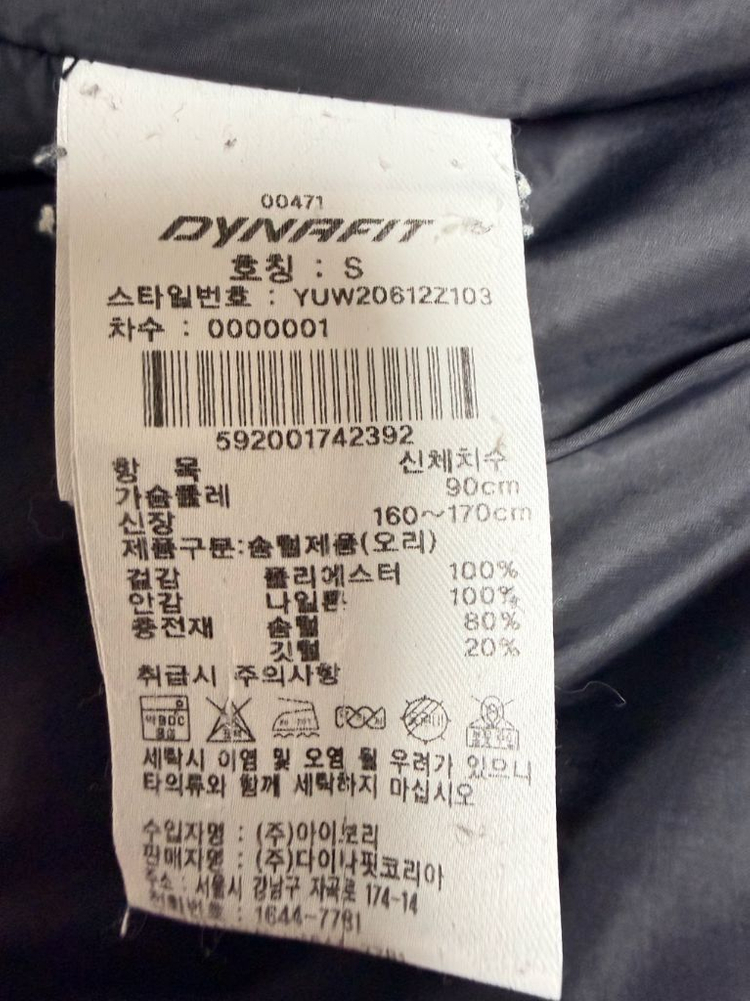 00471
DYNAFIT
호칭 : S
스타일번호 : YUW20612Z103
차수 : 0000001
592001742392
항 목 신체치수
가슴둘레 90cm
신장 160~170cm
제품구분:솜털제품(오리)
겉감 폴리에스터 100%
안감 나일론 100%
충전재 솜털 80%
깃털 20%
취급시 주의사항
세탁시 이염 및 오염 될 우려가 있으니
타의류와 함께 세탁하지 마십시오
수입자명 : (주)아이
판매자명 : (주)다이나핏코리아
주소 : 서울시 강남구 자곡로 174-14
전화번호 : 1644-7781